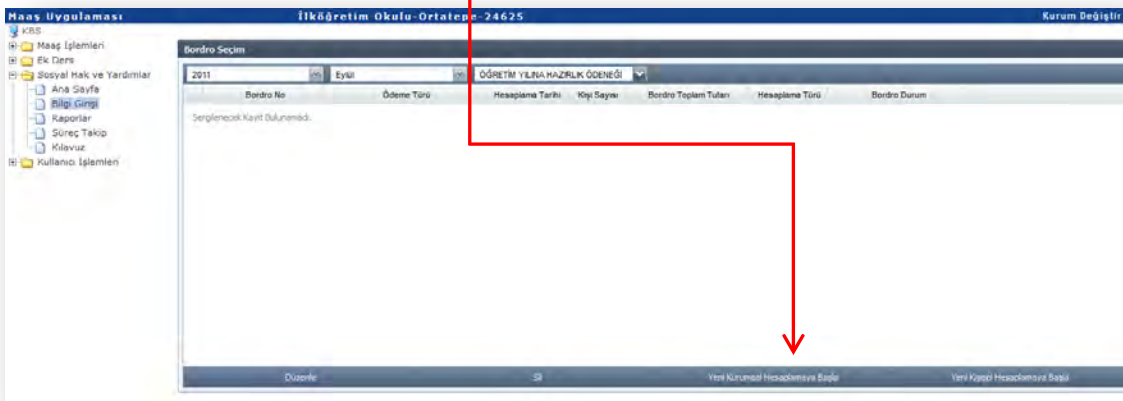 Maaş Uygulaması İlköğretim Okulu-Ortatepe-24625 Kurum Değiştir
KBS
Maaş İşlemleri
Ek Ders
Sosyal Hak ve Yardımlar
Ana Sayfa
Bilgi Girişi
Raporlar
Süreç Takip
Kılavuz
Kullanıcı İşlemleri
Bordro Seçim
2011 Eylül ÖĞRETİM YILINA HAZIRLIK ÖDENEĞİ
Bordro No Ödeme Türü Hesaplama Tarihi Kişi Sayısı Bordro Toplam Tutarı Hesaplama Türü Bordro Durum
Sergilenecek Kayıt Bulunamadı.
Düzenle Sil Yeni Kurumsal Hesaplamaya Başla Yeni Kişisel Hesaplamaya Başla